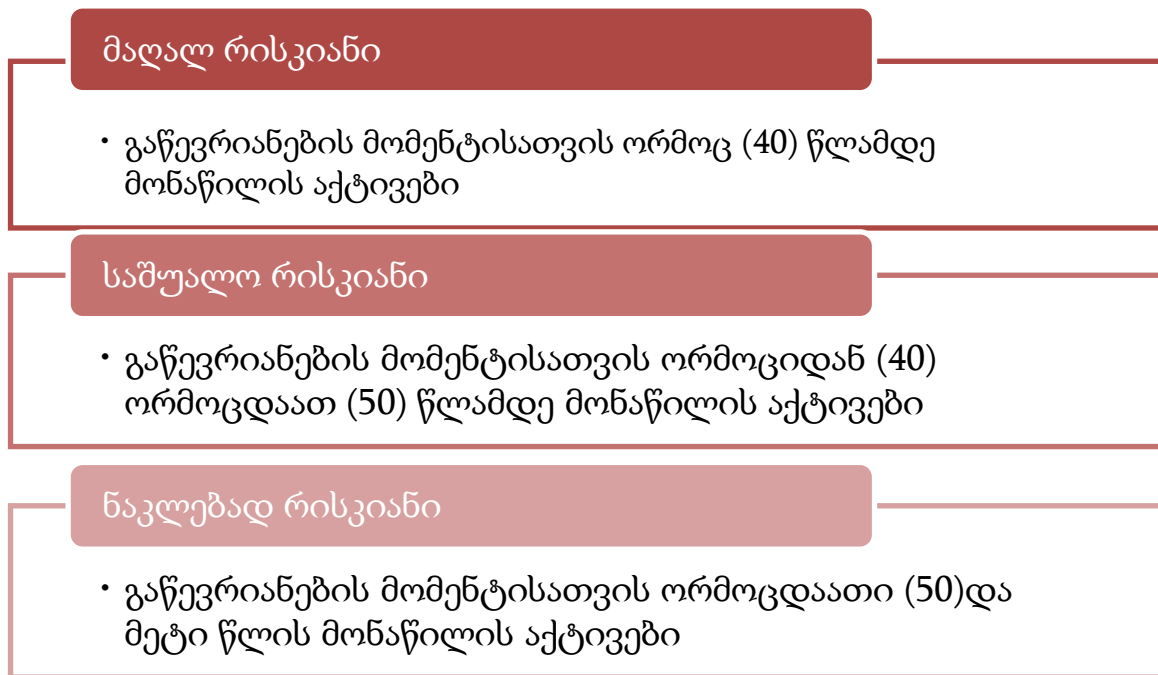 მაღალ რისკიანი
• გაწევრიანების მომენტისათვის ორმოც (40) წლამდე
მონაწილის აქტივები
საშუალო რისკიანი
• გაწევრიანების მომენტისათვის ორმოციდან (40)
ორმოცდაათ (50) წლამდე მონაწილის აქტივები
ნაკლებად რისკიანი
• გაწევრიანების მომენტისათვის ორმოცდაათი (50)და
მეტი წლის მონაწილის აქტივები